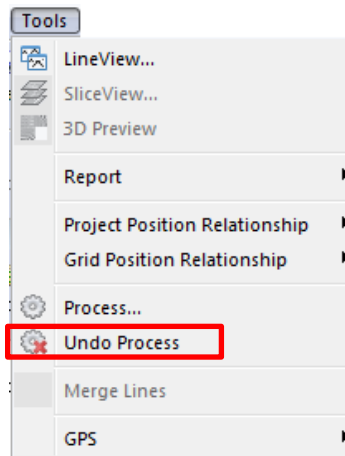 Tools
LineView...
SliceView...
3D Preview
Report
Project Position Relationship
Grid Position Relationship
Process...
Undo Process
Merge Lines
GPS